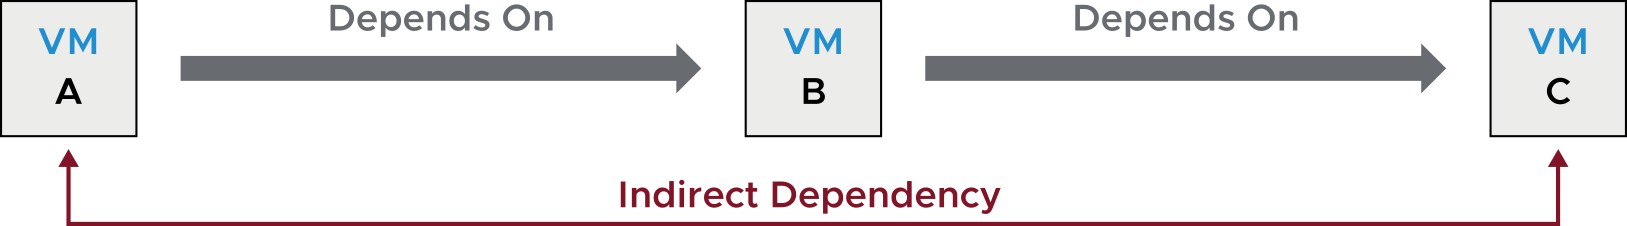 Depends On
Depends On
VM
A
VM
B
VM
C
Indirect Dependency